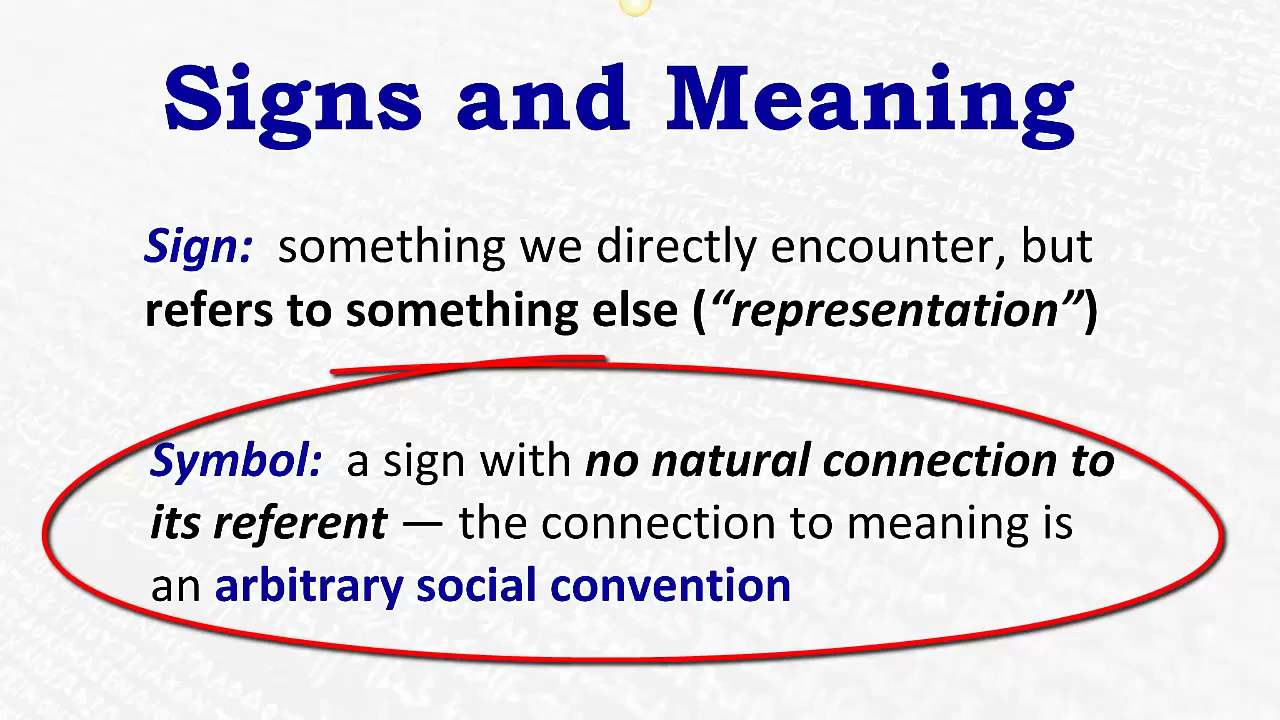 Signs and Meaning
Sign: something we directly encounter, but
refers to something else (“representation”)
Symbol: a sign with no natural connection to
its referent — the connection to meaning is
an arbitrary social convention